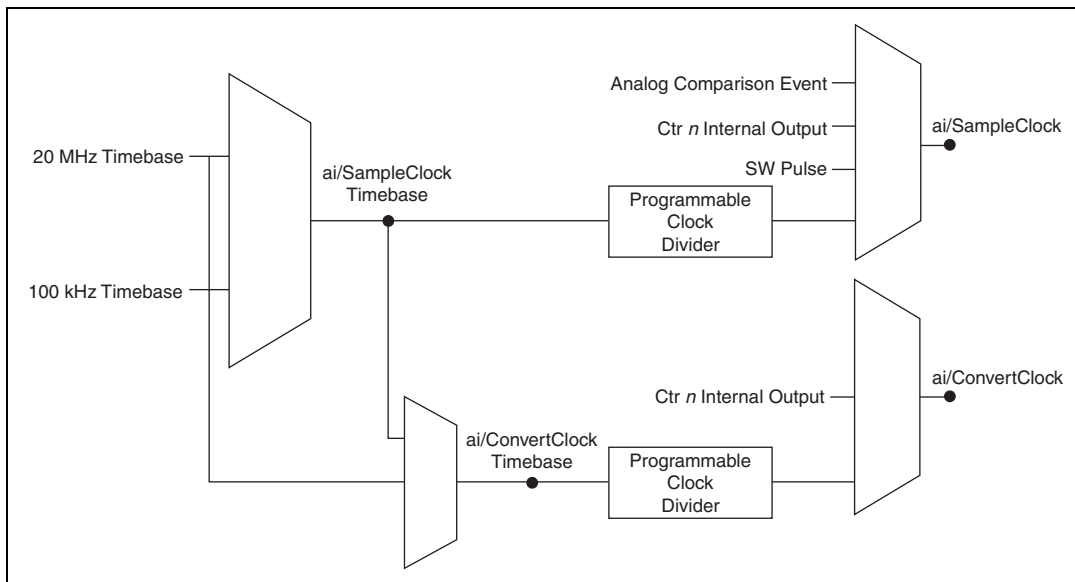 Analog Comparison Event
Ctr n Internal Output
ai/SampleClock
20 MHz Timebase
SW Pulse
ai/SampleClock
Timebase
Programmable
Clock
Divider
100 kHz Timebase
Ctr n Internal Output
ai/ConvertClock
ai/ConvertClock
Timebase
Programmable
Clock
Divider